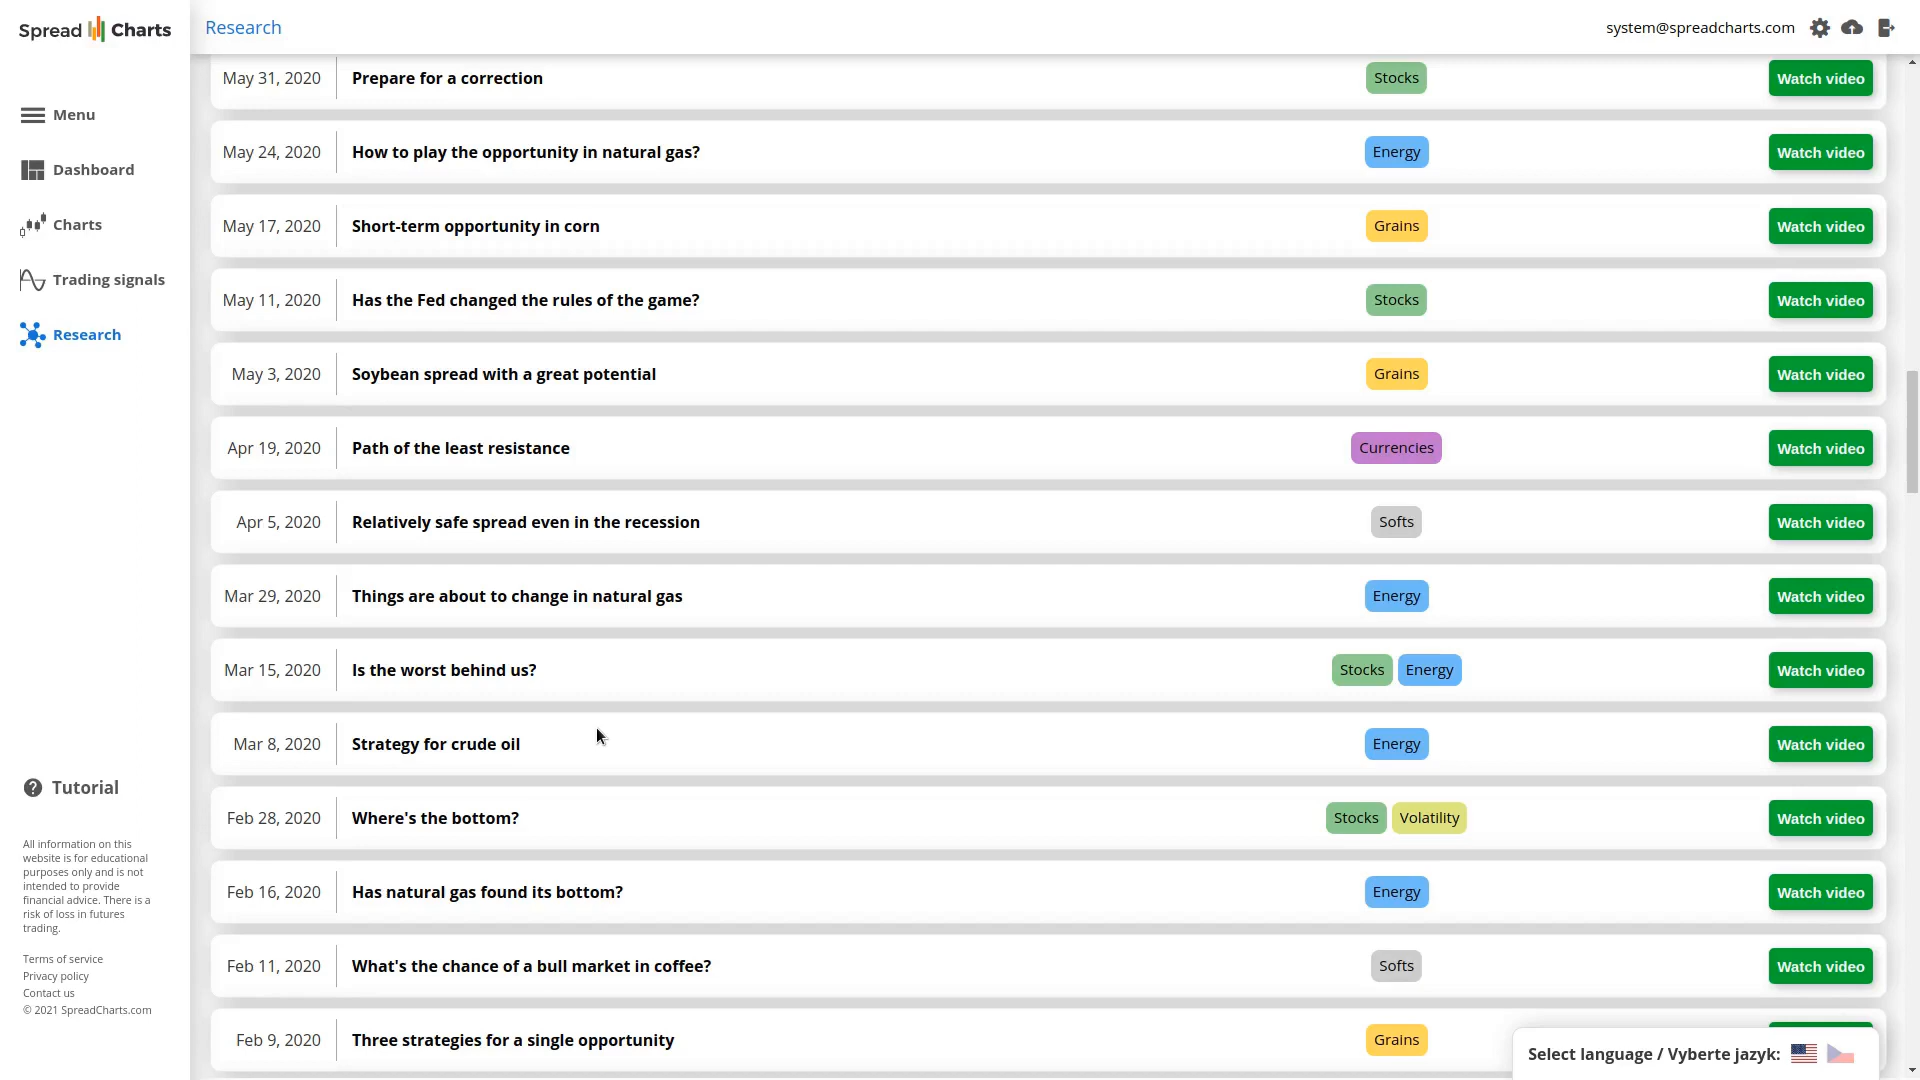 Spread Charts
Research
system@spreadcharts.com
Menu
Dashboard
Charts
Trading signals
Research
May 31, 2020 Prepare for a correction Stocks Watch video
May 24, 2020 How to play the opportunity in natural gas? Energy Watch video
May 17, 2020 Short-term opportunity in corn Grains Watch video
May 11, 2020 Has the Fed changed the rules of the game? Stocks Watch video
May 3, 2020 Soybean spread with a great potential Grains Watch video
Apr 19, 2020 Path of the least resistance Currencies Watch video
Apr 5, 2020 Relatively safe spread even in the recession Softs Watch video
Mar 29, 2020 Things are about to change in natural gas Energy Watch video
Mar 15, 2020 Is the worst behind us? Stocks Energy Watch video
Mar 8, 2020 Strategy for crude oil Energy Watch video
Feb 28, 2020 Where's the bottom? Stocks Volatility Watch video
Feb 16, 2020 Has natural gas found its bottom? Energy Watch video
Feb 11, 2020 What's the chance of a bull market in coffee? Softs Watch video
Feb 9, 2020 Three strategies for a single opportunity Grains
Tutorial
All information on this
website is for educational
purposes only and is not
intended to provide
financial advice. There is a
risk of loss in futures
trading.
Terms of service
Privacy policy
Contact us
© 2021 SpreadCharts.com
Select language / Vyberte jazyk: